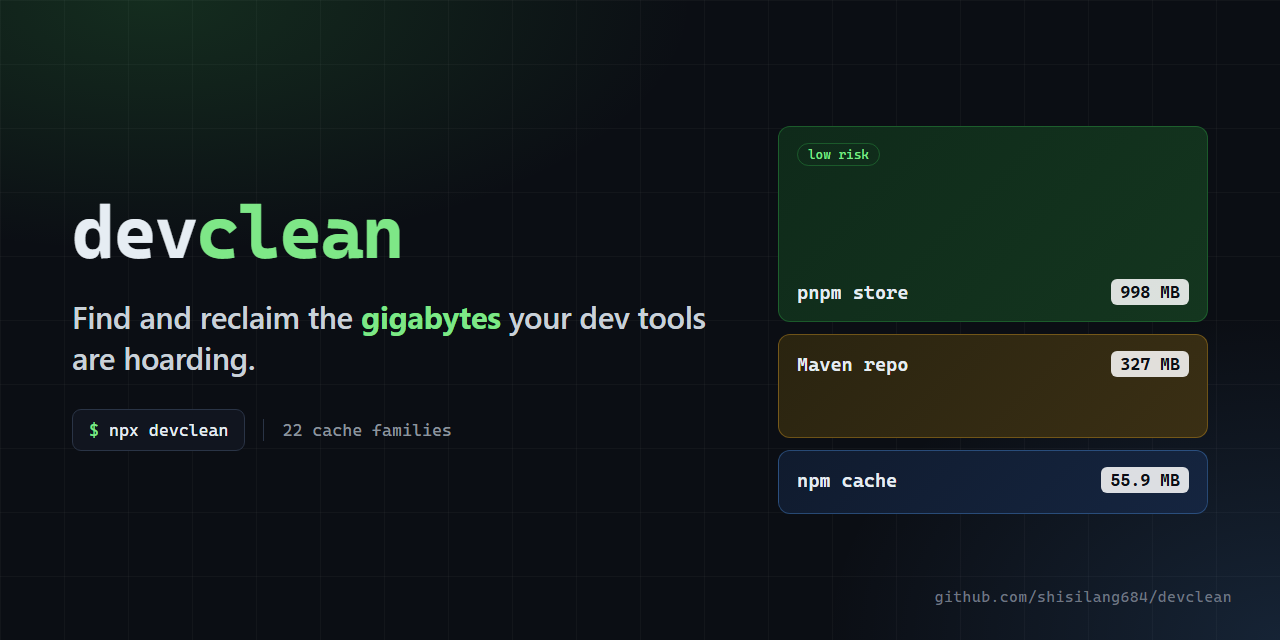 devclean
Find and reclaim the gigabytes your dev tools
are hoarding.
$ npx devclean
22 cache families
low risk
pnpm store
998 MB
Maven repo
327 MB
npm cache
55.9 MB
github.com/shisilang684/devclean